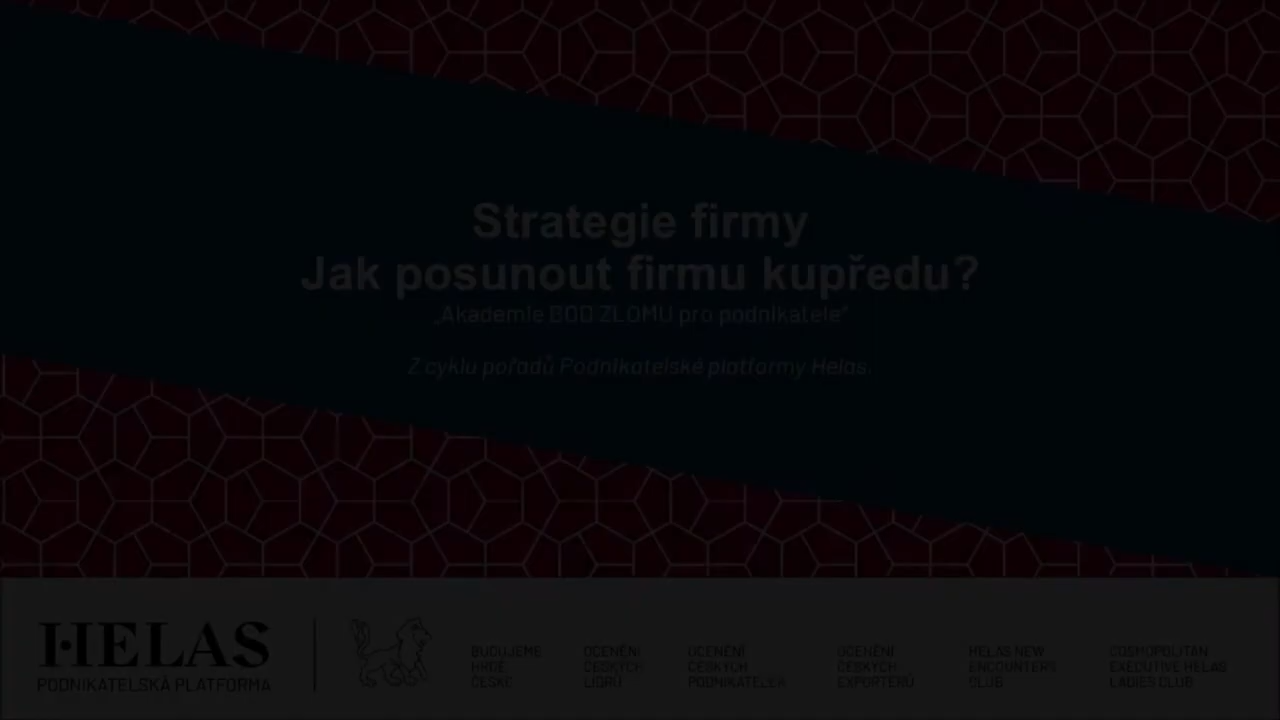 Strategie firmy
Jak posunout firmu kupředu?
„Akademie BOD ZLOMU pro podnikatele"
Z cyklu pořadů Podnikatelské platformy Helas.
HELAS
PODNIKATELSKÁ PLATFORMA
BUDUJEME
HRDÉ
ČESKO
OCENĚNÍ
ČESKÝCH
LÍDRŮ
OCENĚNÍ
ČESKÝCH
PODNIKATELEK
OCENĚNÍ
ČESKÝCH
EXPORTÉRŮ
HELAS NEW
ENCOUNTERS
CLUB
COSMOPOLITAN
EXECUTIVE HELAS
LADIES CLUB